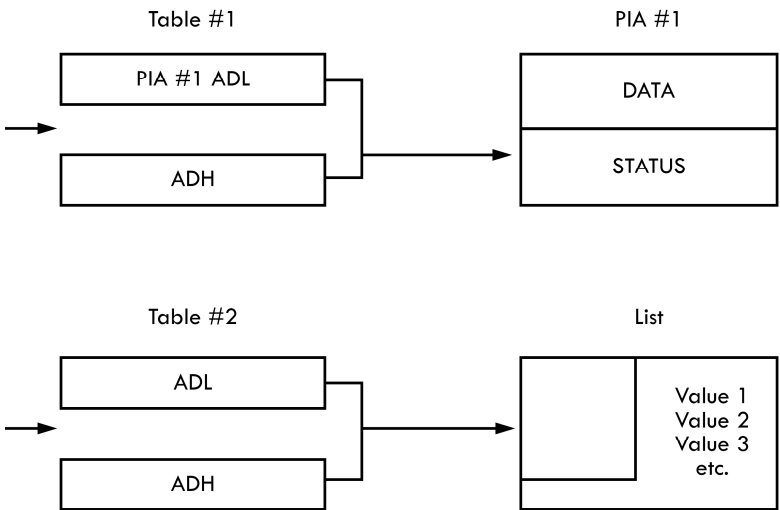 Table #1
PIA #1
PIA #1 ADL
DATA
ADH
STATUS
Table #2
List
ADL
Value 1
Value 2
Value 3
etc.
ADH